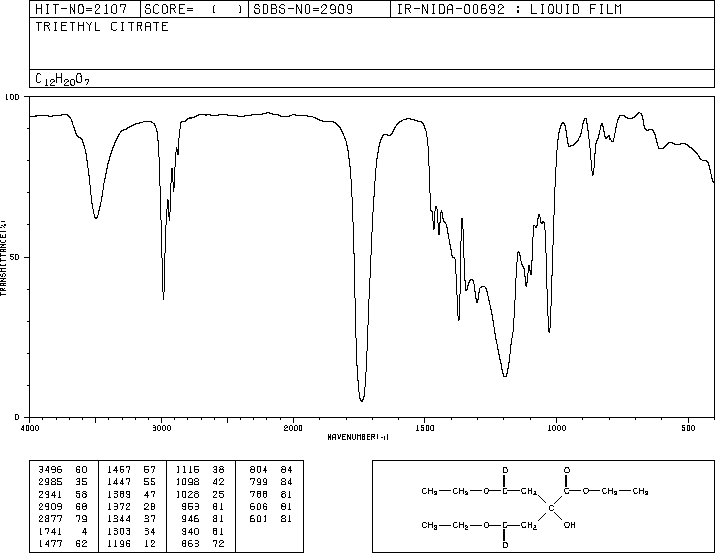 HIT-NO=2107 SCORE= ( ) SDBS-NO=2909 IR-NIDA-00692 : LIQUID FILM
TRIETHYL CITRATE
C12H20O7
100
50
0
TRANSMITTANCE(%)
4000 3000 2000 1500 1000 500
WAVENUMBER(-1)
3496 60 1467 67 1116 38 804 84
2985 35 1447 55 1098 42 799 84
2941 58 1389 47 1028 25 788 81
2909 68 1372 28 953 81 606 81
2877 79 1344 37 946 81 601 81
1741 4 1303 34 940 81
1477 62 1196 12 863 72
O O
CH3 CH2 O C CH2 C O CH2 CH3
C
CH3 CH2 O C CH2 OH
O